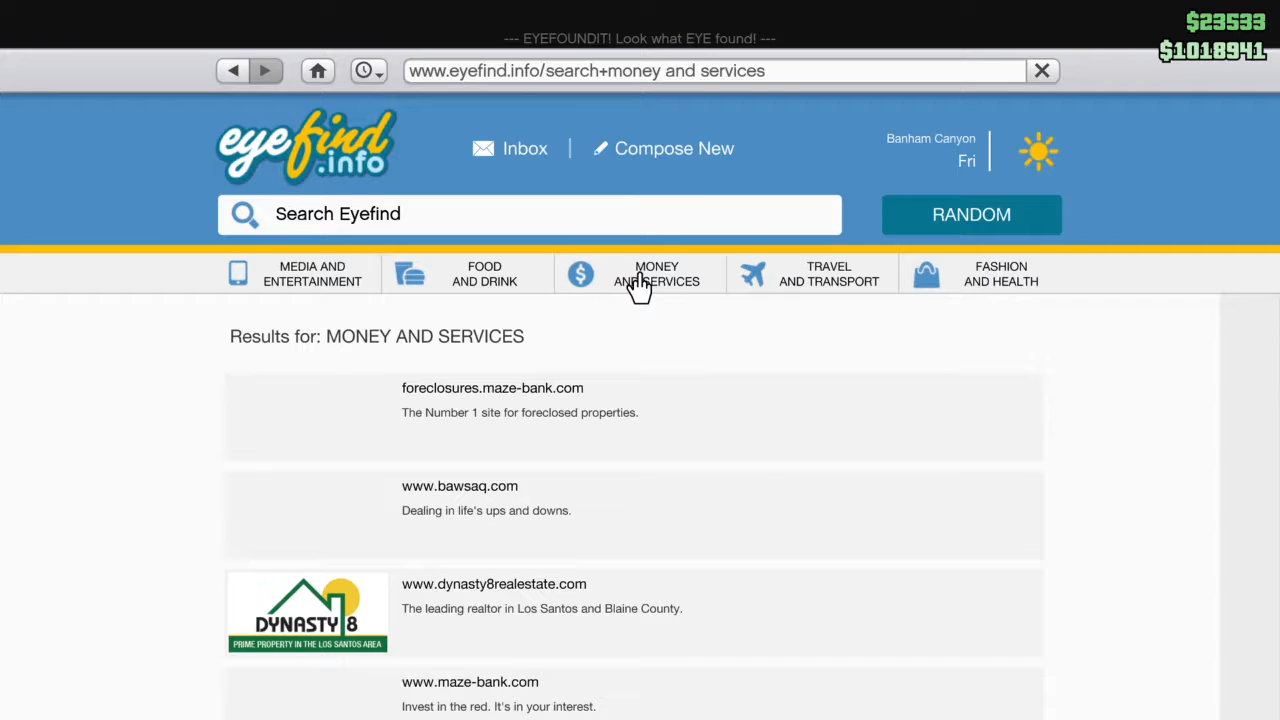 $23533
--- EYEFOUNDIT! Look what EYE found! ---
$1018941
www.eyefind.info/search+money and services
eyefind
.info
Inbox
Compose New
Banham Canyon
Fri
Search Eyefind
RANDOM
MEDIA AND
ENTERTAINMENT
FOOD
AND DRINK
MONEY
AND SERVICES
TRAVEL
AND TRANSPORT
FASHION
AND HEALTH
Results for: MONEY AND SERVICES
foreclosures.maze-bank.com
The Number 1 site for foreclosed properties.
www.bawsaq.com
Dealing in life's ups and downs.
DYNASTY 8
PRIME PROPERTY IN THE LOS SANTOS AREA
www.dynasty8realestate.com
The leading realtor in Los Santos and Blaine County.
www.maze-bank.com
Invest in the red. It's in your interest.